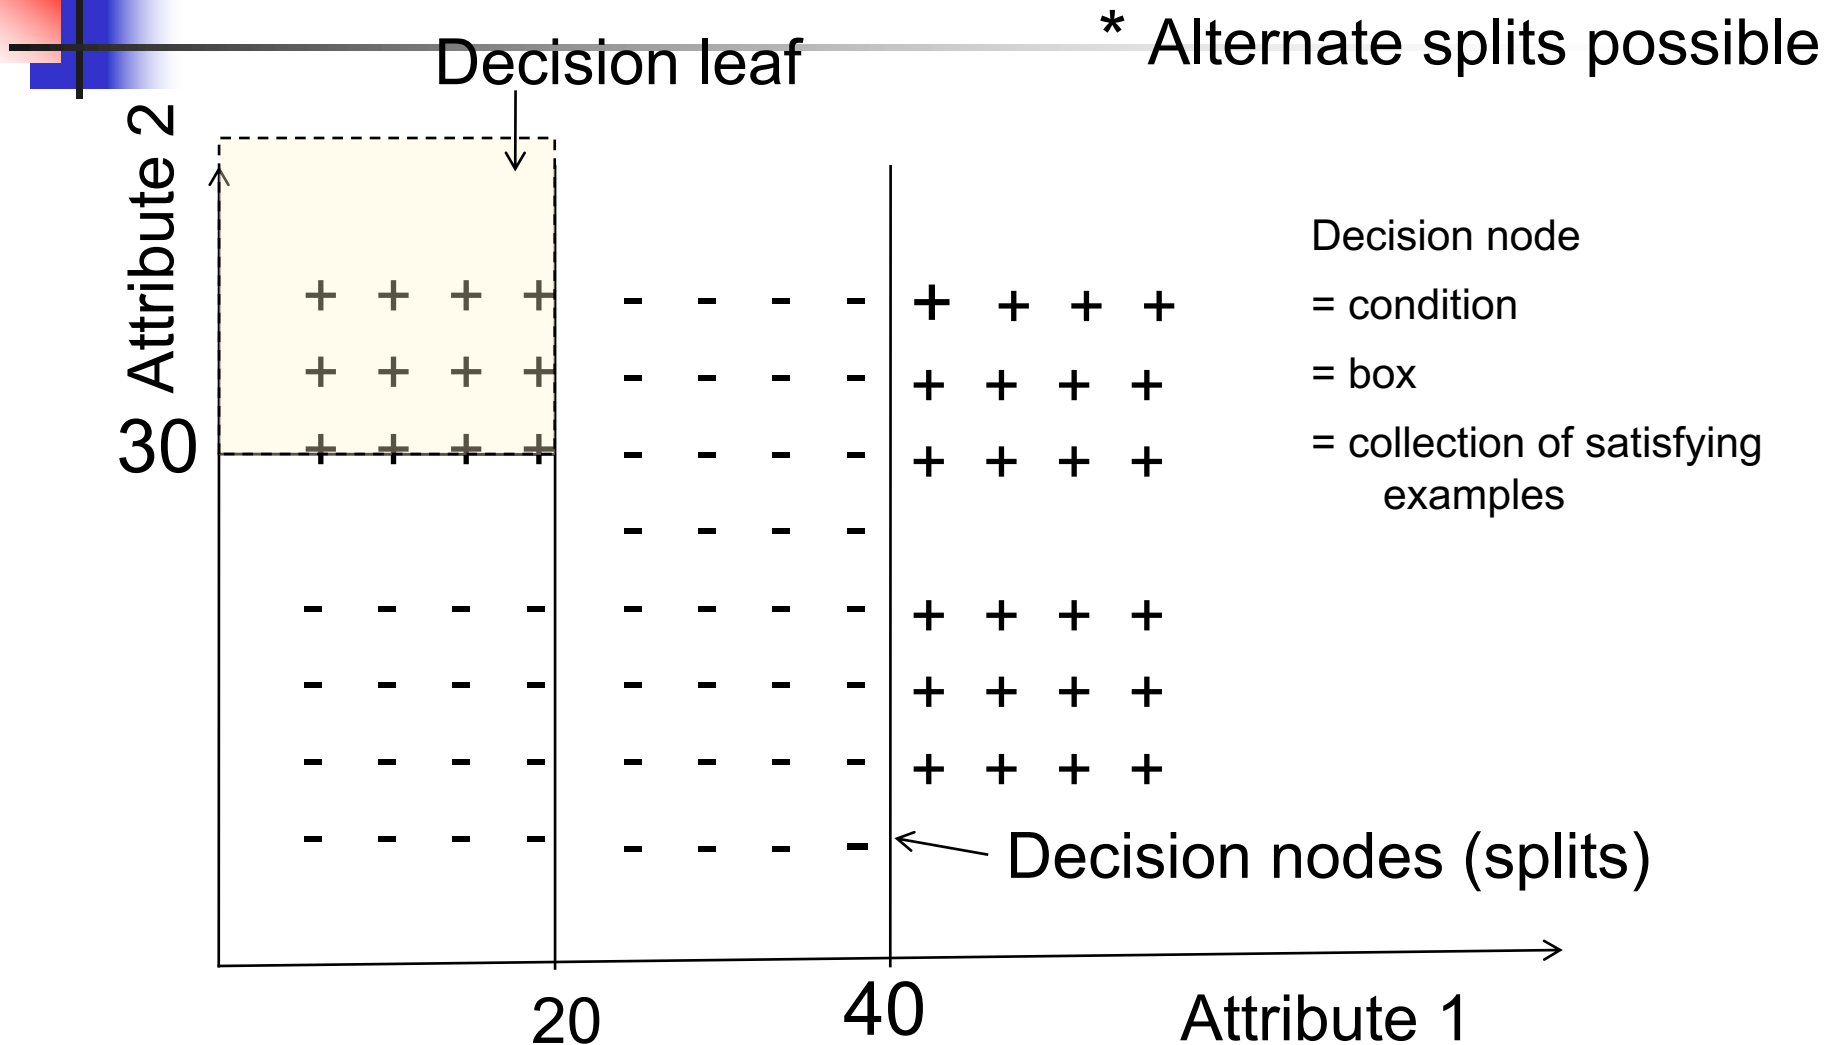 * Alternate splits possible
Decision leaf
Attribute 2
Decision node
= condition
= box
= collection of satisfying
examples
+ + + + - - - - + + + +
+ + + + - - - - + + + +
30
+ + + + - - - - + + + +
- - - -
- - - - - - - - + + + +
- - - - - - - - + + + +
- - - - - - - - + + + +
- - - - - - - -
Decision nodes (splits)
20
40
Attribute 1